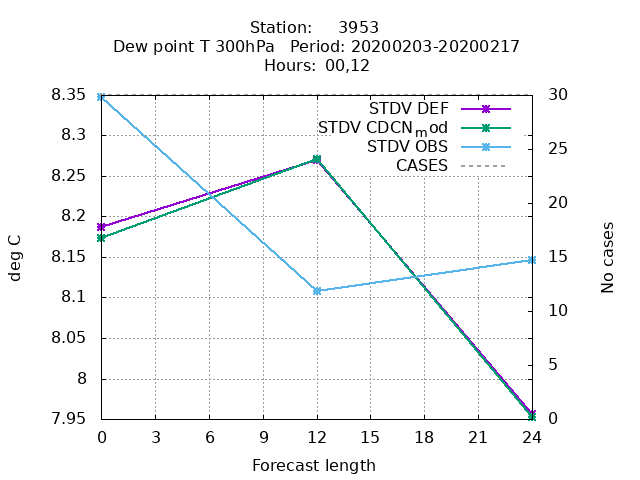 Station: 3953
Dew point T 300hPa Period: 20200203-20200217
Hours: 00,12
8.35
8.3
8.25
8.2
8.15
8.1
8.05
8
7.95
deg C
STDV DEF
STDV CDCN_mod
STDV OBS
CASES
30
25
20
15
10
5
0
No cases
0 3 6 9 12 15 18 21 24
Forecast length